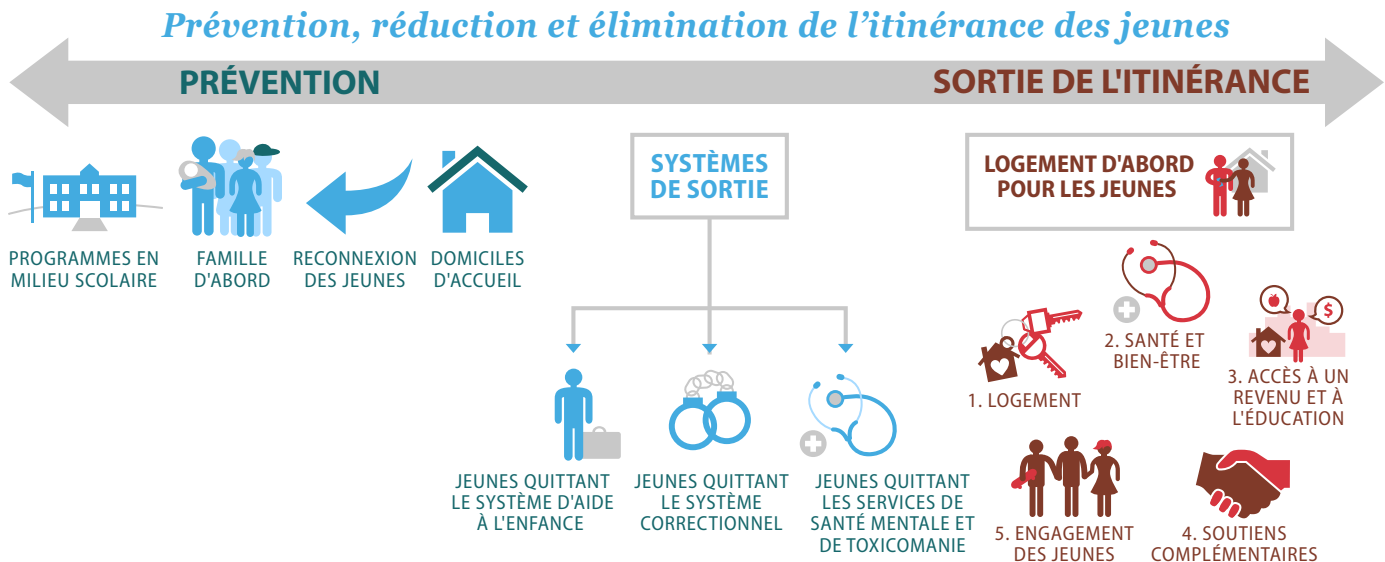 Prévention, réduction et élimination de l’itinérance des jeunes
PRÉVENTION
SORTIE DE L'ITINÉRANCE
PROGRAMMES EN
MILIEU SCOLAIRE
FAMILLE
D'ABORD
RECONNEXION
DES JEUNES
DOMICILES
D'ACCUEIL
SYSTÈMES
DE SORTIE
JEUNES QUITTANT
LE SYSTÈME D'AIDE
À L'ENFANCE
JEUNES QUITTANT
LE SYSTÈME
CORRECTIONNEL
JEUNES QUITTANT
LES SERVICES DE
SANTÉ MENTALE ET
DE TOXICOMANIE
LOGEMENT D'ABORD
POUR LES JEUNES
1. LOGEMENT
2. SANTÉ ET
BIEN-ÊTRE
$
3. ACCÈS À UN
REVENU ET À
L'ÉDUCATION
5. ENGAGEMENT
DES JEUNES
4. SOUTIENS
COMPLÉMENTAIRES